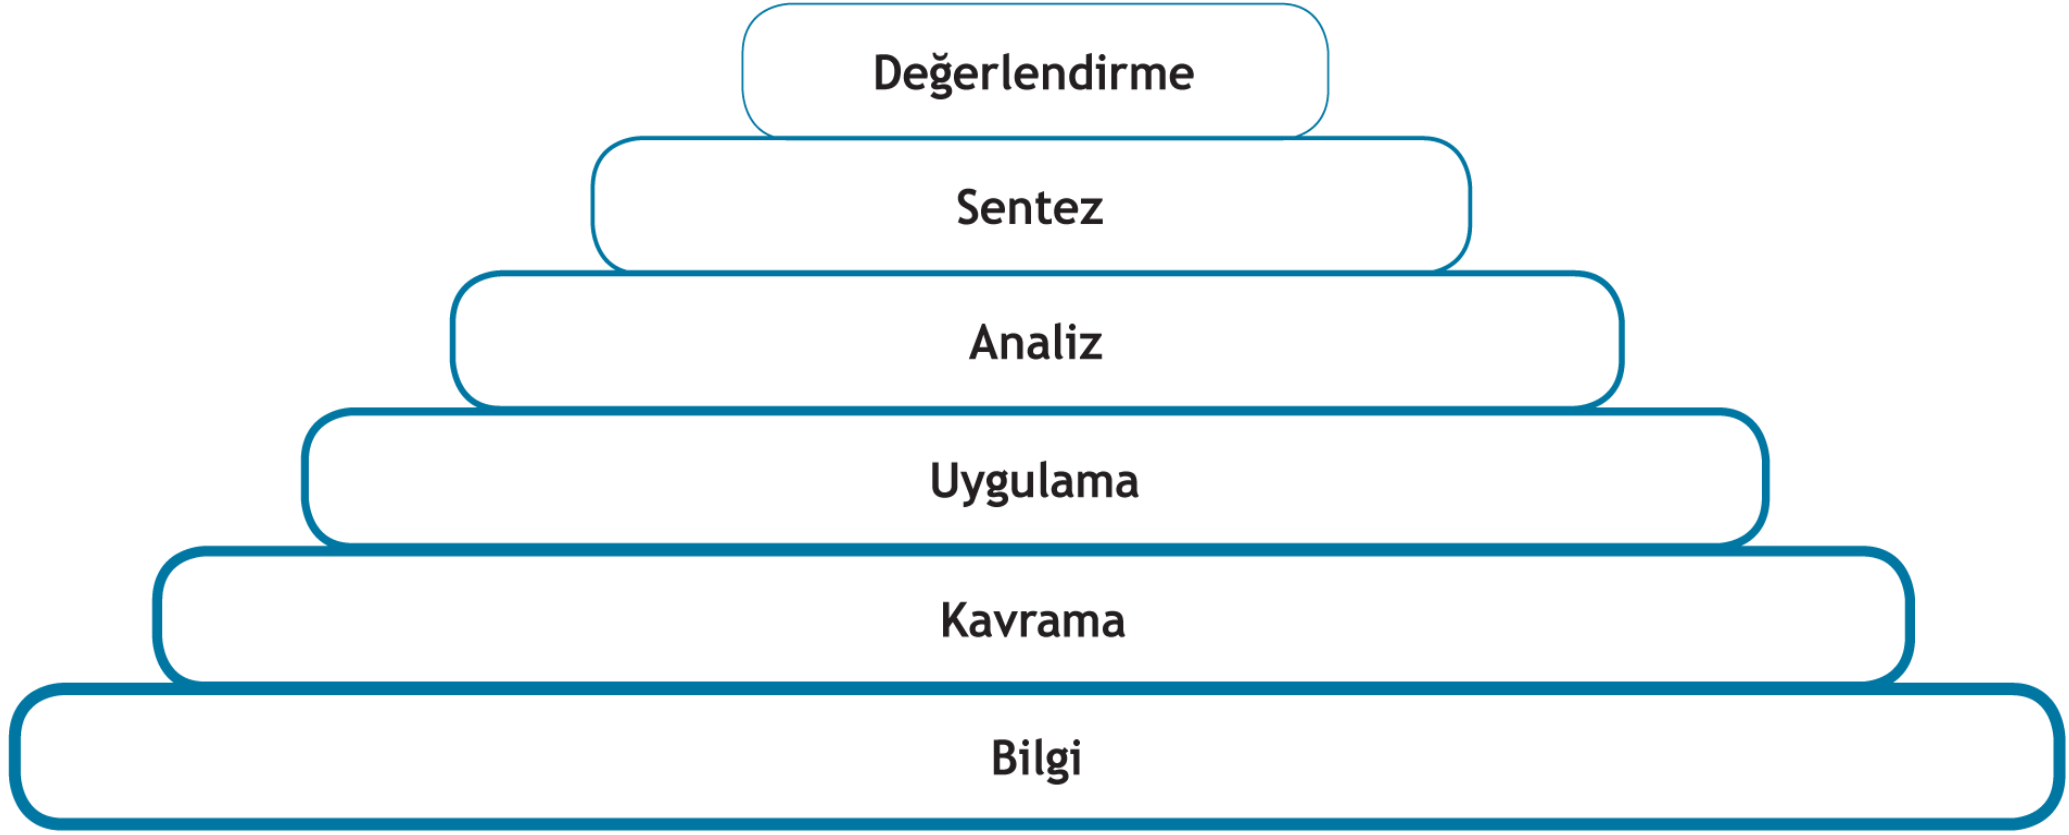 Değerlendirme
Sentez
Analiz
Uygulama
Kavrama
Bilgi